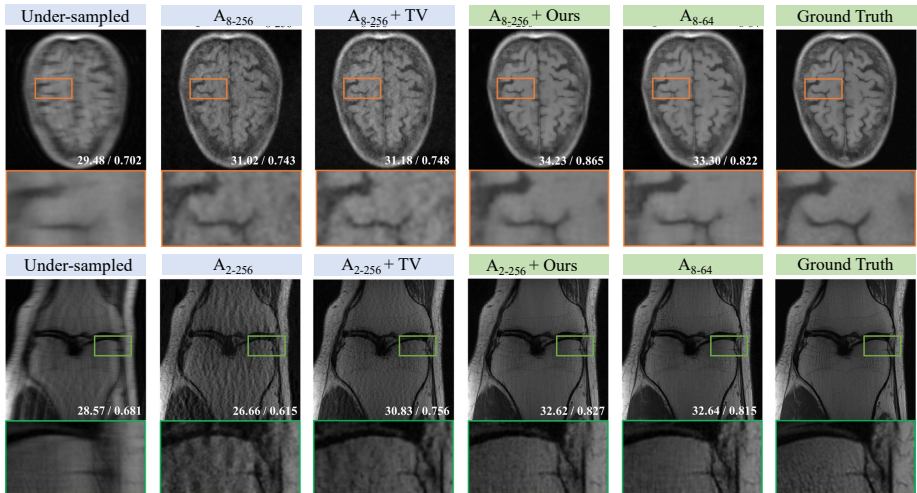 Under-sampled A8-256 A8-256 + TV A8-256 + Ours A8-64 Ground Truth
29.48 / 0.702 31.02 / 0.743 31.18 / 0.748 34.23 / 0.865 33.30 / 0.822
Under-sampled A2-256 A2-256 + TV A2-256 + Ours A8-64 Ground Truth
28.57 / 0.681 26.66 / 0.615 30.83 / 0.756 32.62 / 0.827 32.64 / 0.815